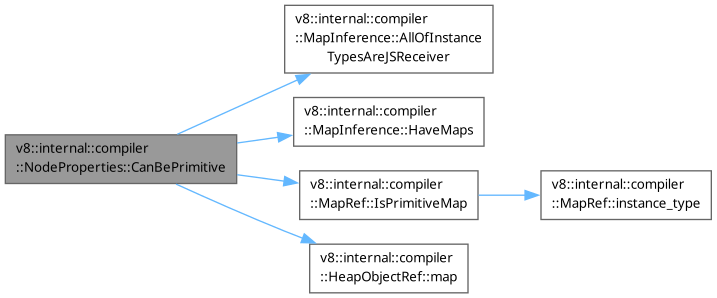 v8::internal::compiler
::MapInference::AllOfInstance
TypesAreJSReceiver
v8::internal::compiler
::MapInference::HaveMaps
v8::internal::compiler
::NodeProperties::CanBePrimitive
v8::internal::compiler
::MapRef::IsPrimitiveMap
v8::internal::compiler
::MapRef::instance_type
v8::internal::compiler
::HeapObjectRef::map